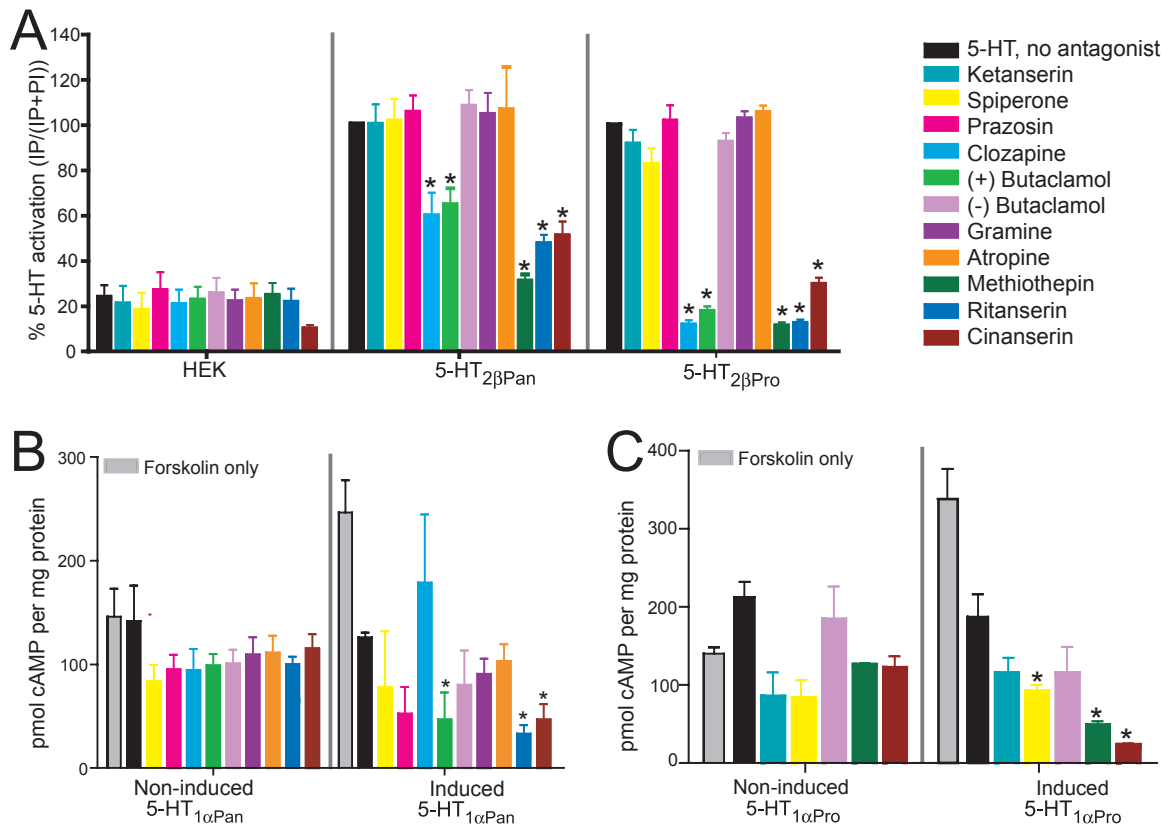 A
% 5-HT activation (IP/(IP+PI))
140
120
100
80
60
40
20
0
* * * * *
* * * * * *
HEK
5-HT2βPan
5-HT2βPro
5-HT, no antagonist
Ketanserin
Spiperone
Prazosin
Clozapine
(+) Butaclamol
(-) Butaclamol
Gramine
Atropine
Methiothepin
Ritanserin
Cinanserin
B
pmol cAMP per mg protein
300
200
100
0
Forskolin only
* * *
Non-induced
5-HT1αPan
Induced
5-HT1αPan
C
pmol cAMP per mg protein
400
300
200
100
0
Forskolin only
* * *
Non-induced
5-HT1αPro
Induced
5-HT1αPro